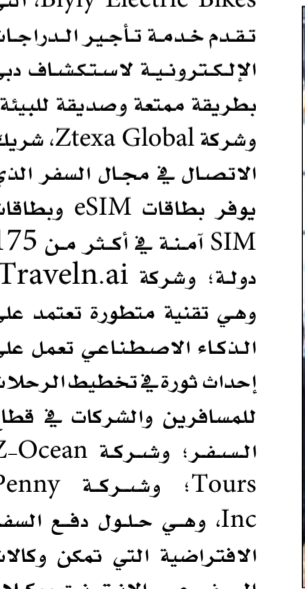 Electric Bikes، التي
تقدم خدمة تأجير الدراجات
الإلكترونية لاستكشاف دبي
بطريقة ممتعة وصديقة للبيئة؛
وشركة Ztexa Global، شريك
الاتصال في مجال السفر الذي
يوفر بطاقات eSIM وبطاقات
SIM آمنة في أكثر من 175
دولة؛ وشركة Traveln.ai
وهي تقنية متطورة تعتمد على
الذكاء الاصطناعي تعمل على
إحداث ثورة في تخطيط الرحلات
للمسافرين والشركات في قطاع
السفر؛ وشركة Z-Ocean
Tours؛ وشركة Penny
Inc، وهي حلول دفع السفر
الافتراضية التي تمكن وكالات